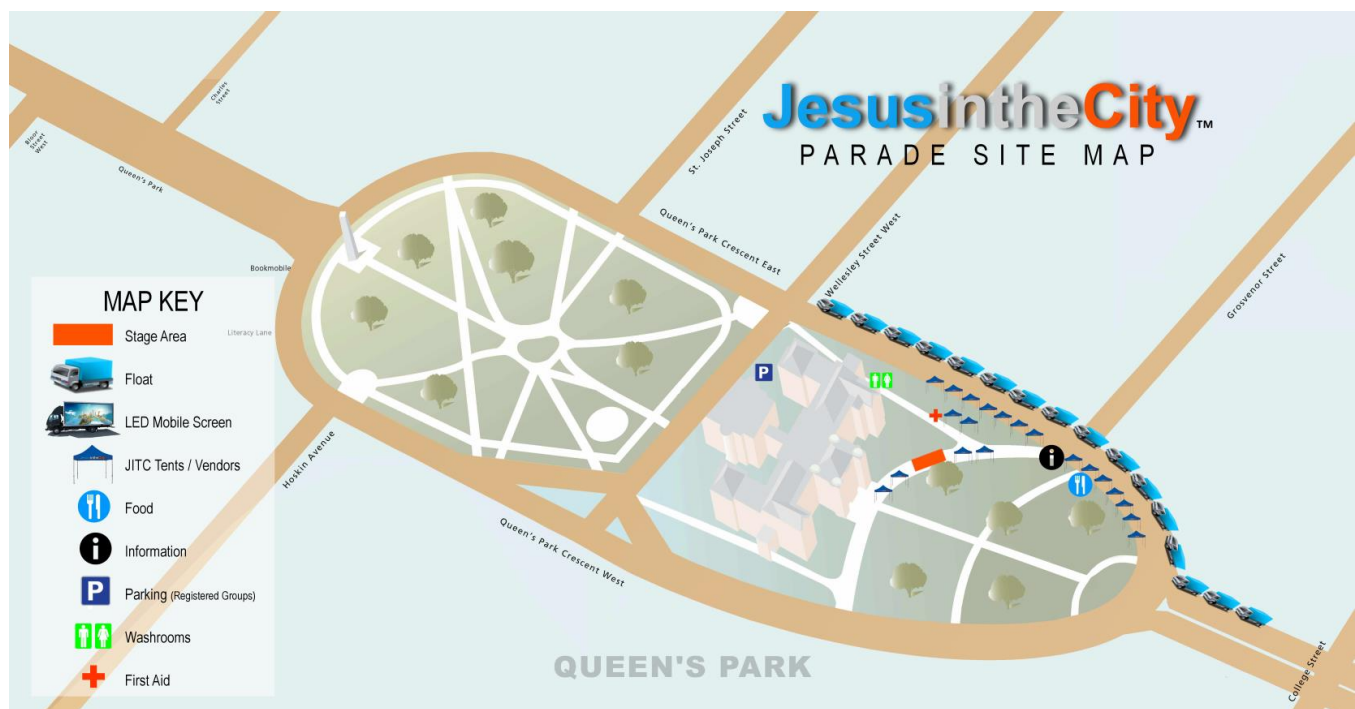 JesusintheCity™
PARADE SITE MAP
Charles
Street
Bloor
Street
West
Queen's Park
St. Joseph Street
Queen's Park Crescent East
Wellesley Street West
Grosvenor Street
Bookmobile
Literacy Lane
Hoskin Avenue
Queen's Park Crescent West
College Street
QUEEN'S PARK
MAP KEY
Stage Area
Float
LED Mobile Screen
JITC Tents / Vendors
Food
i
Information
P
Parking (Registered Groups)
Washrooms
First Aid
P
i